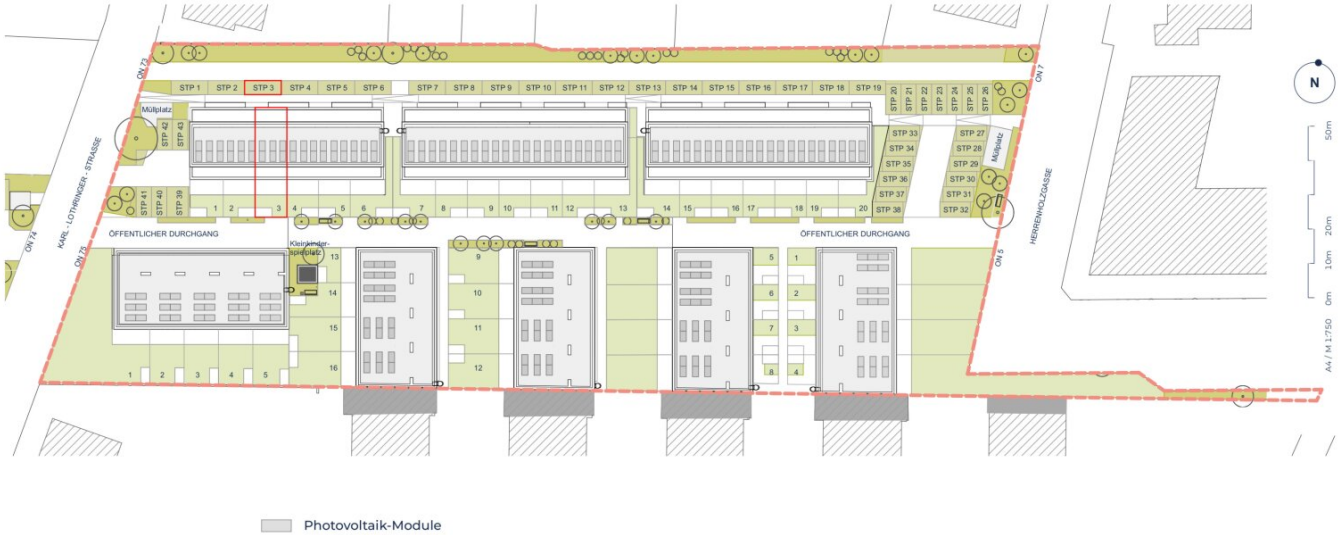 ON 73
STP 1 STP 2 STP 3 STP 4 STP 5 STP 6 STP 7 STP 8 STP 9 STP 10 STP 11 STP 12 STP 13 STP 14 STP 15 STP 16 STP 17 STP 18 STP 19
STP 20
STP 21
STP 22
STP 23
STP 24
STP 25
STP 26
ON 7
N
Müllplatz
STP 42
STP 43
STP 33
STP 34
STP 35
STP 36
STP 37
STP 38
STP 27
STP 28
STP 29
STP 30
STP 31
STP 32
Müllplatz
KARL - LOTHRINGER - STRASSE
HERRENHOLZGASSE
STP 41
STP 40
STP 39
1 2 3 4 5 6 7 8 9 10 11 12 13 14 15 16 17 18 19 20
ON 74
ON 75
ON 5
ÖFFENTLICHER DURCHGANG
ÖFFENTLICHER DURCHGANG
Kleinkinder-
spielplatz
13
14
15
16
9
10
11
12
5
6
7
8
1
2
3
4
1 2 3 4 5
50m
20m
10m
0m
A4 / M 1:750
Photovoltaik-Module